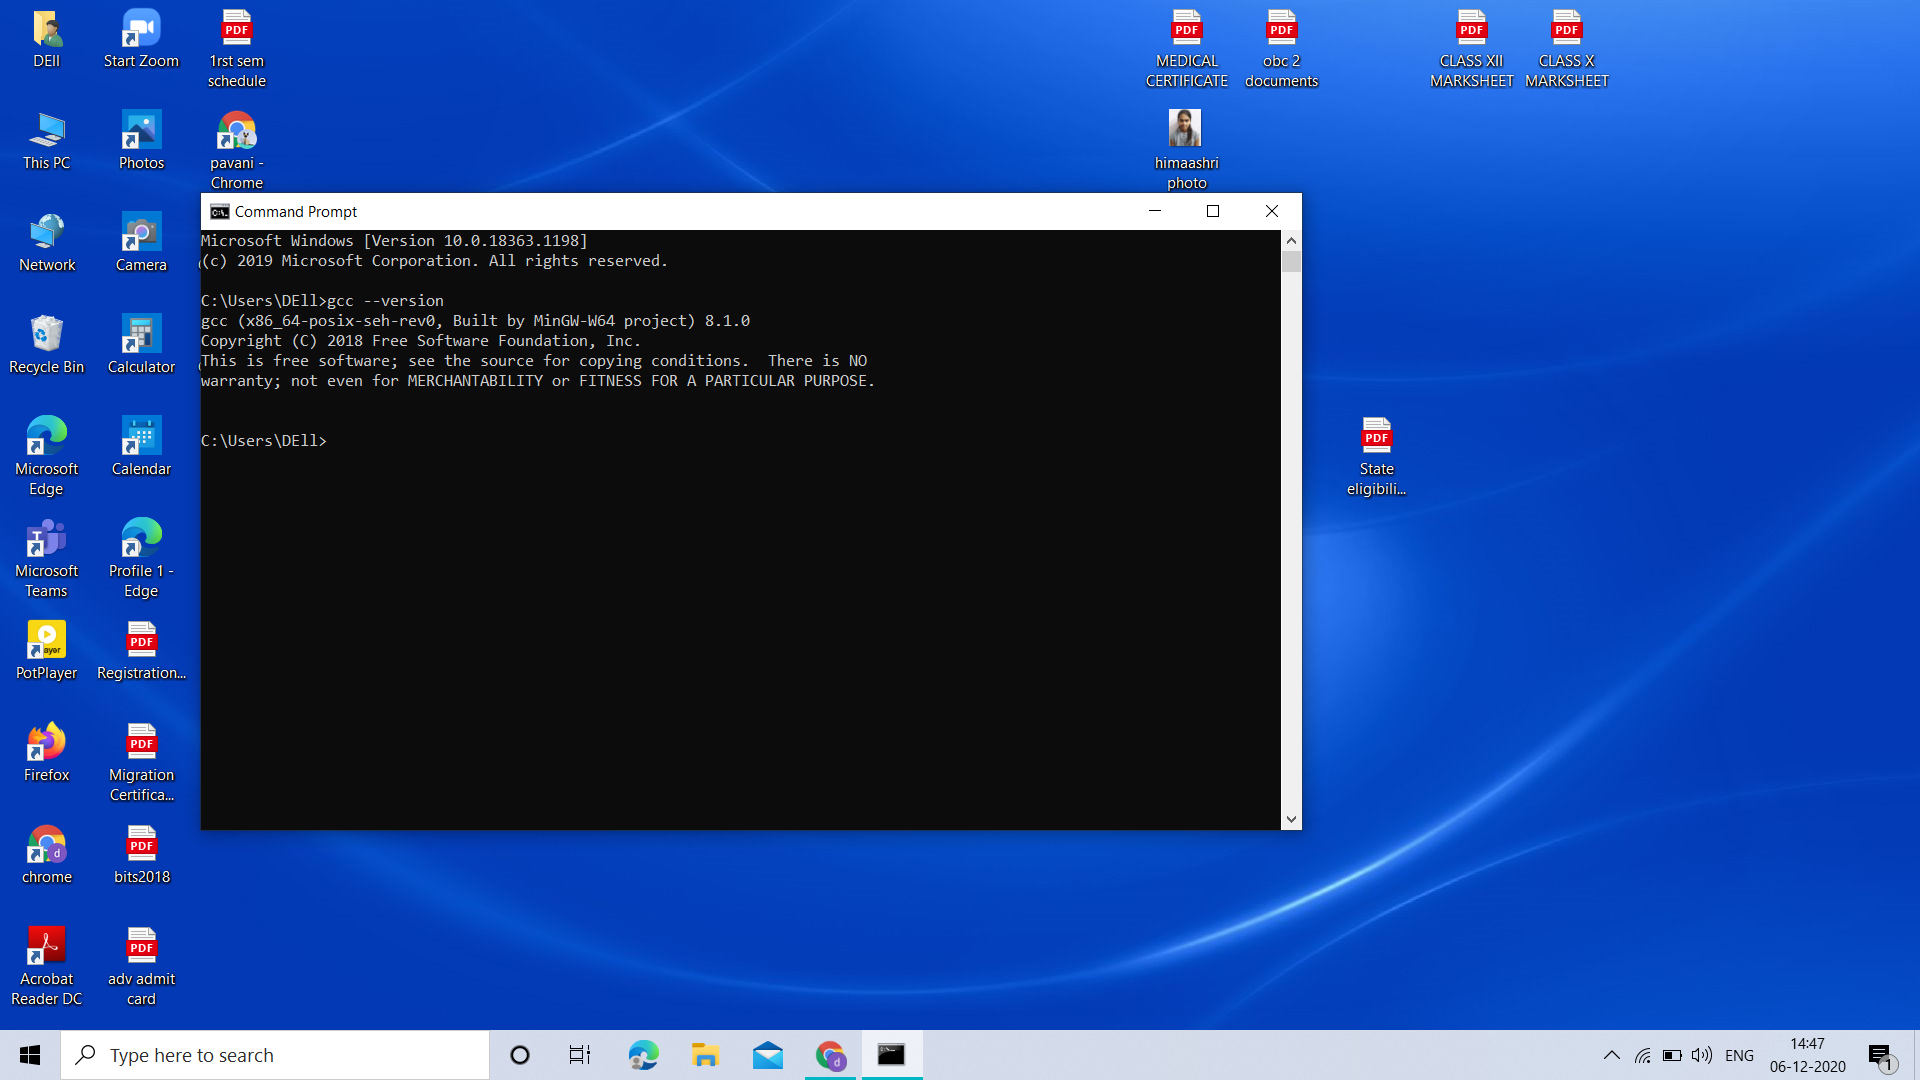 DEll
Start Zoom
1rst sem
schedule
MEDICAL
CERTIFICATE
obc 2
documents
CLASS XII
MARKSHEET
CLASS X
MARKSHEET
This PC
Photos
pavani -
Chrome
himaashri
photo
Network
Camera
Recycle Bin
Calculator
Microsoft
Edge
Calendar
State
eligibili...
Microsoft
Teams
Profile 1 -
Edge
PotPlayer
Registration...
Firefox
Migration
Certifica...
chrome
bits2018
Acrobat
Reader DC
adv admit
card
Command Prompt
Microsoft Windows [Version 10.0.18363.1198]
(c) 2019 Microsoft Corporation. All rights reserved.
C:\Users\DEll>gcc --version
gcc (x86_64-posix-seh-rev0, Built by MinGW-W64 project) 8.1.0
Copyright (C) 2018 Free Software Foundation, Inc.
This is free software; see the source for copying conditions.  There is NO
warranty; not even for MERCHANTABILITY or FITNESS FOR A PARTICULAR PURPOSE.
C:\Users\DEll>
Type here to search
ENG
14:47
06-12-2020
1